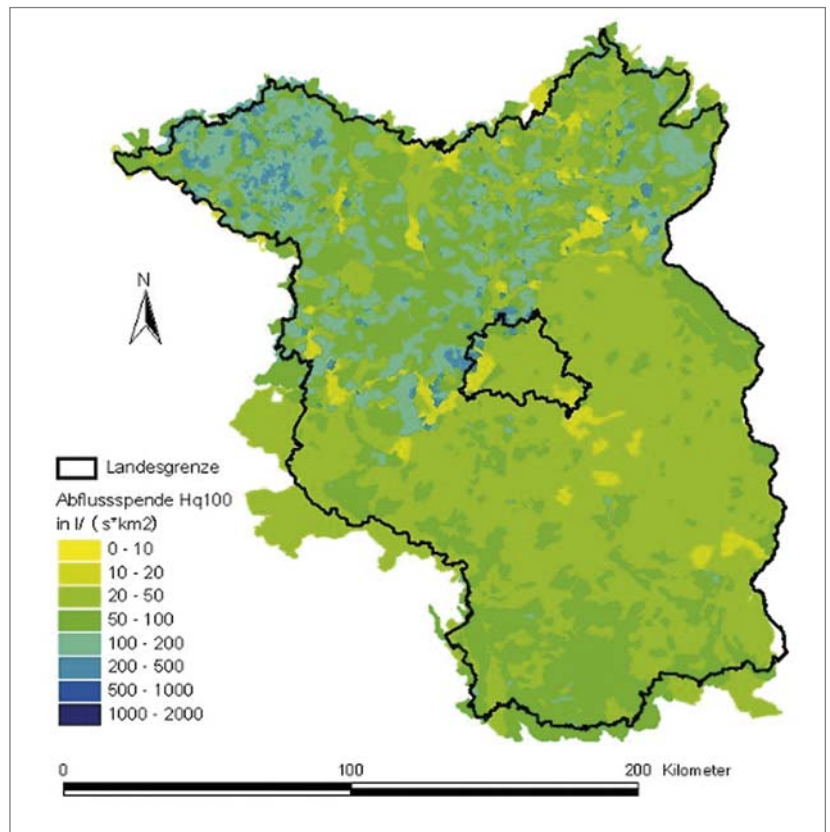 N
Landesgrenze
Abflussspende Hq100
in l/ ( s*km2)
0 - 10
10 - 20
20 - 50
50 - 100
100 - 200
200 - 500
500 - 1000
1000 - 2000
0 100 200 Kilometer